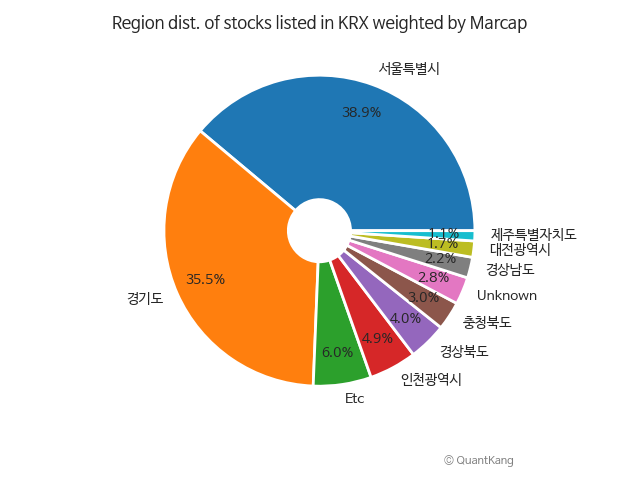 Region dist. of stocks listed in KRX weighted by Marcap
서울특별시
38.9%
경기도
35.5%
Etc
6.0%
인천광역시
4.9%
경상북도
4.0%
충청북도
3.0%
Unknown
2.8%
경상남도
2.2%
대전광역시
1.7%
제주특별자치도
1.1%
© QuantKang